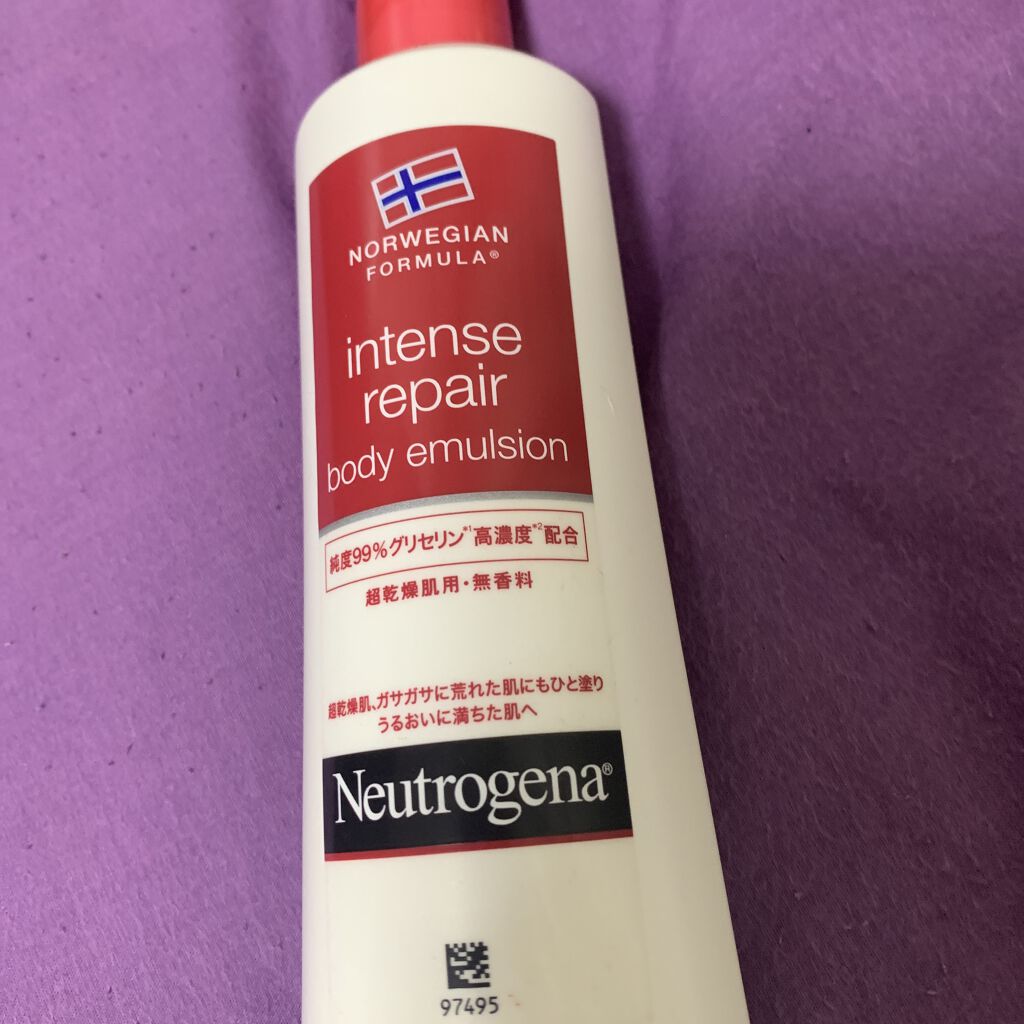 NORWEGIAN
FORMULA®
intense
repair
body emulsion
純度99%グリセリン*1高濃度*2配合
超乾燥肌用・無香料
超乾燥肌、ガサガサに荒れた肌にもひと塗り
うるおいに満ちた肌へ
Neutrogena®
97495